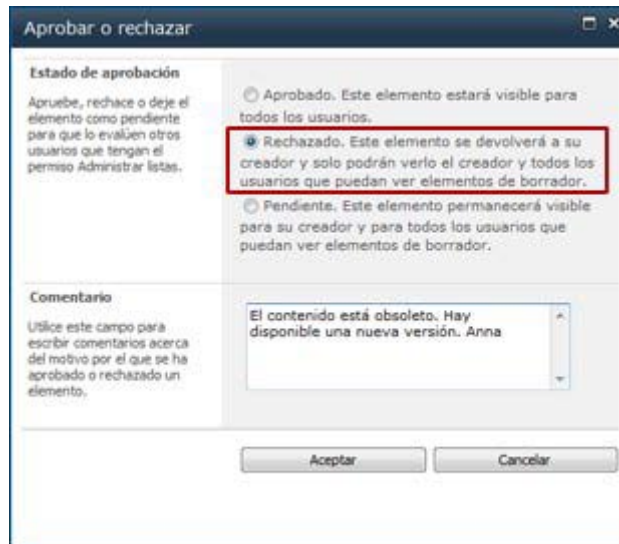 Aprobar o rechazar
Estado de aprobación
Apruebe, rechace o deje el
elemento como pendiente
para que lo evalúen otros
usuarios que tengan el
permiso Administrar listas.
Aprobado. Este elemento estará visible para
todos los usuarios.
Rechazado. Este elemento se devolverá a su
creador y solo podrán verlo el creador y todos los
usuarios que puedan ver elementos de borrador.
Pendiente. Este elemento permanecerá visible
para su creador y para todos los usuarios que
puedan ver elementos de borrador.
Comentario
Utilice este campo para
escribir comentarios acerca
del motivo por el que se ha
aprobado o rechazado un
elemento.
El contenido está obsoleto. Hay
disponible una nueva versión. Anna
Aceptar
Cancelar